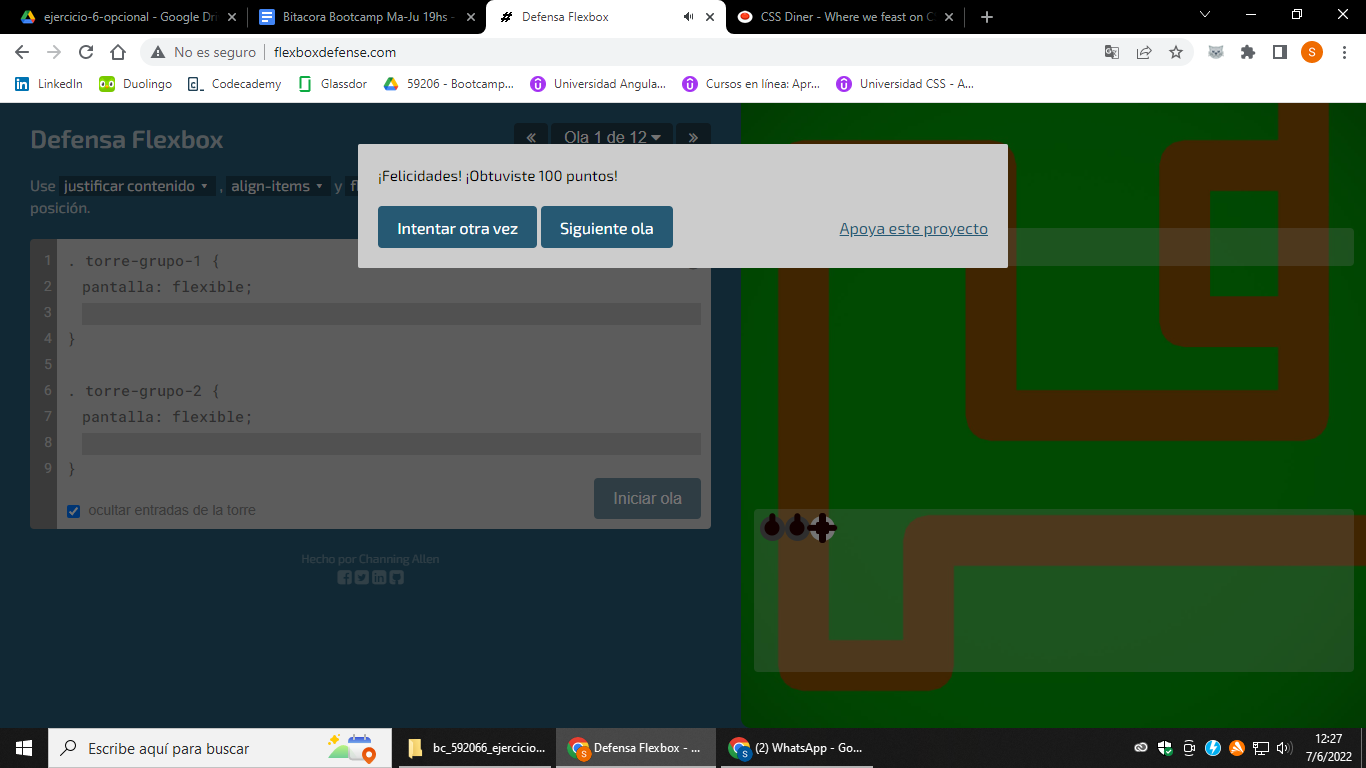 ejercicio-6-opcional - Google Dri
Bitacora Bootcamp Ma-Ju 19hs -
Defensa Flexbox
CSS Diner - Where we feast on C
No es seguro
flexboxdefense.com
S
LinkedIn
Duolingo
Codecademy
Glassdor
59206 - Bootcamp...
Universidad Angula...
Cursos en línea: Apr...
Universidad CSS - A...
Defensa Flexbox
« Ola 1 de 12 »
Use justificar contenido , align-items y
posición.
¡Felicidades! ¡Obtuviste 100 puntos!
Intentar otra vez
Siguiente ola
Apoya este proyecto
1 . torre-grupo-1 {
2 pantalla: flexible;
3
4 }
5
6 . torre-grupo-2 {
7 pantalla: flexible;
8
9 }
ocultar entradas de la torre
Iniciar ola
Hecho por Channing Allen
Escribe aquí para buscar
bc_592066_ejercicio...
Defensa Flexbox - ...
(2) WhatsApp - Go...
12:27
7/6/2022